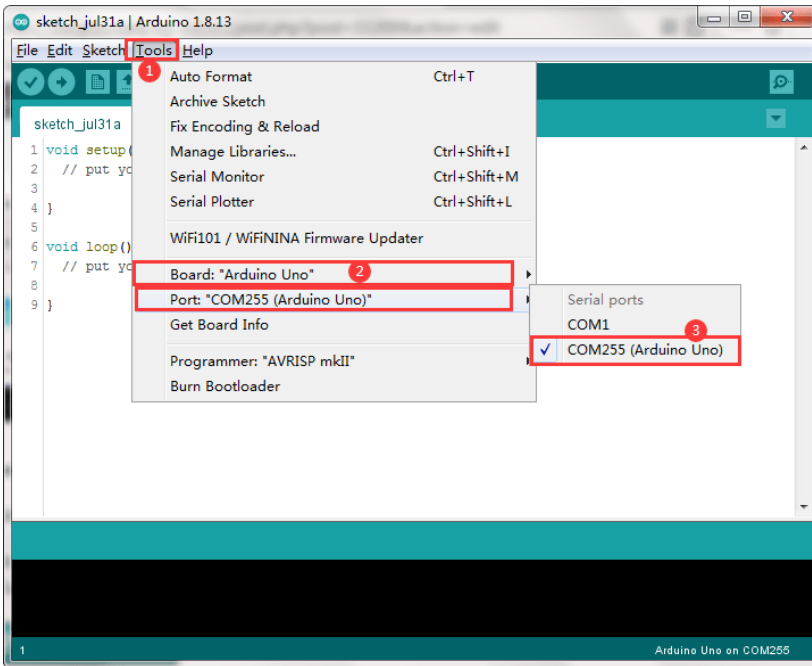 sketch_jul31a | Arduino 1.8.13
File Edit Sketch Tools Help
1
Auto Format Ctrl+T
Archive Sketch
sketch_jul31a
Fix Encoding & Reload
1 void setup(
Manage Libraries... Ctrl+Shift+I
2 // put yo
Serial Monitor Ctrl+Shift+M
3
Serial Plotter Ctrl+Shift+L
4 }
5
WiFi101 / WiFiNINA Firmware Updater
6 void loop()
7 // put yo
Board: "Arduino Uno" 2
8
9 }
Port: "COM255 (Arduino Uno)"
Serial ports
Get Board Info
COM1
3
Programmer: "AVRISP mkII"
✓ COM255 (Arduino Uno)
Burn Bootloader
1
Arduino Uno on COM255